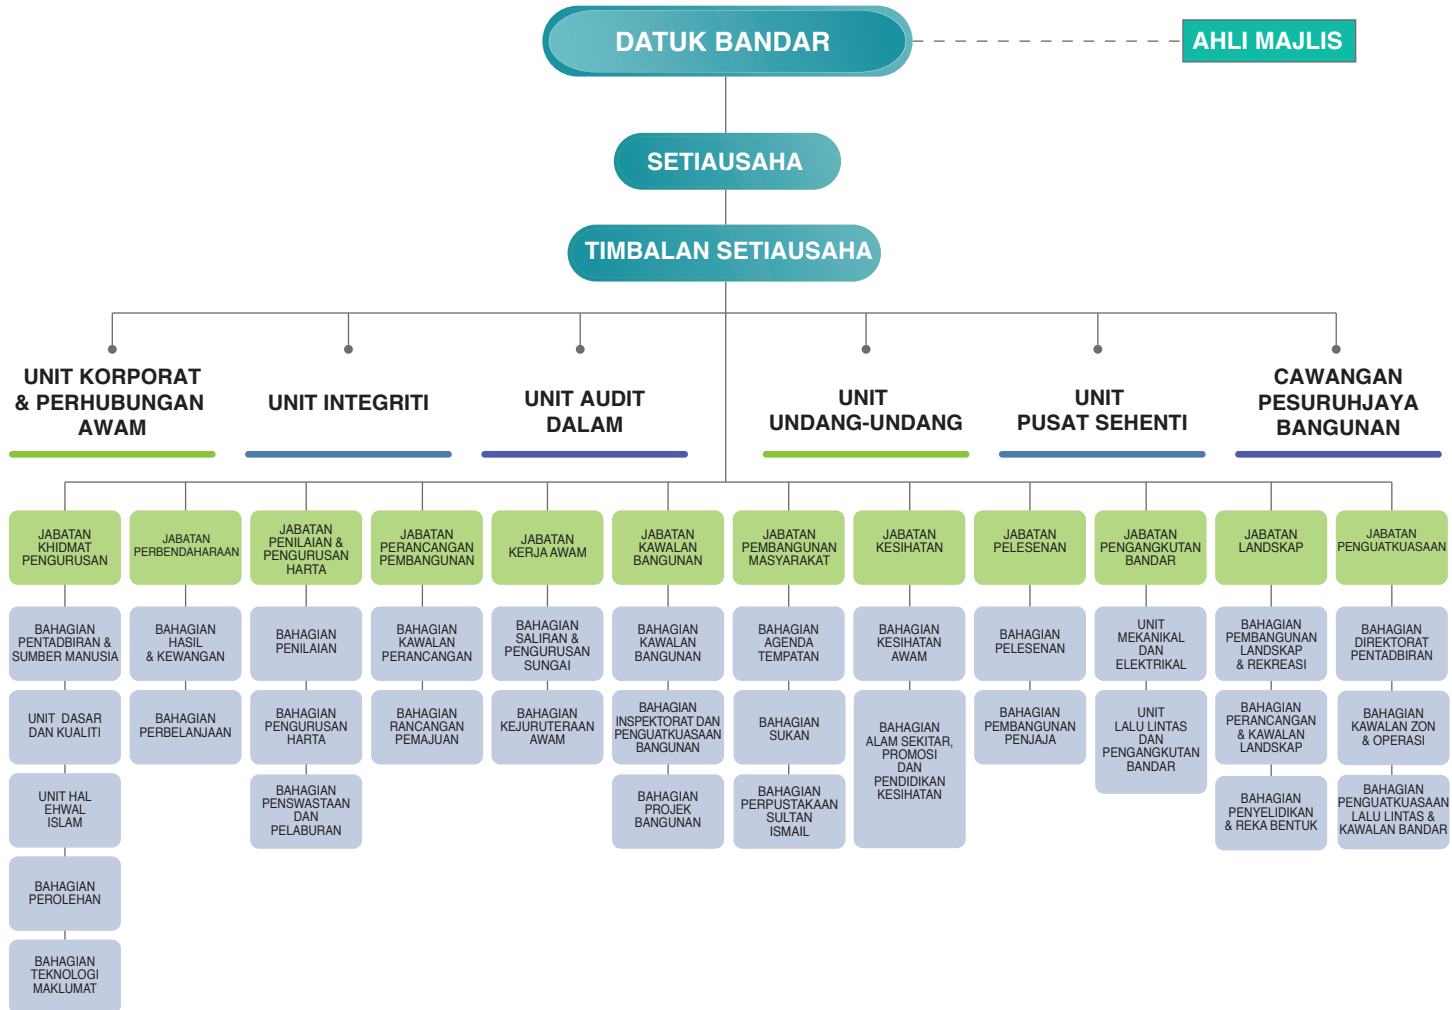 DATUK BANDAR
AHLI MAJLIS
SETIAUSAHA
TIMBALAN SETIAUSAHA
UNIT KORPORAT
& PERHUBUNGAN
AWAM
UNIT INTEGRITI
UNIT AUDIT
DALAM
UNIT
UNDANG-UNDANG
UNIT
PUSAT SEHENTI
CAWANGAN
PESURUHJAYA
BANGUNAN
JABATAN
KHIDMAT
PENGURUSAN
JABATAN
PERBENDAHARAAN
JABATAN
PENILAIAN &
PENGURUSAN
HARTA
JABATAN
PERANCANGAN
PEMBANGUNAN
JABATAN
KERJA AWAM
JABATAN
KAWALAN
BANGUNAN
JABATAN
PEMBANGUNAN
MASYARAKAT
JABATAN
KESIHATAN
JABATAN
PELESENAN
JABATAN
PENGANGKUTAN
BANDAR
JABATAN
LANDSKAP
JABATAN
PENGUATKUASAAN
BAHAGIAN
PENTADBIRAN &
SUMBER MANUSIA
BAHAGIAN
HASIL
& KEWANGAN
BAHAGIAN
PENILAIAN
BAHAGIAN
KAWALAN
PERANCANGAN
BAHAGIAN
SALIRAN &
PENGURUSAN
SUNGAI
BAHAGIAN
KAWALAN
BANGUNAN
BAHAGIAN
AGENDA
TEMPATAN
BAHAGIAN
KESIHATAN
AWAM
BAHAGIAN
PELESENAN
UNIT
MEKANIKAL
DAN
ELEKTRIKAL
BAHAGIAN
PEMBANGUNAN
LANDSKAP
& REKREASI
BAHAGIAN
DIREKTORAT
PENTADBIRAN
UNIT DASAR
DAN KUALITI
BAHAGIAN
PERBELANJAAN
BAHAGIAN
PENGURUSAN
HARTA
BAHAGIAN
RANCANGAN
PEMAJUAN
BAHAGIAN
KEJURUTERAAN
AWAM
BAHAGIAN
INSPEKTORAT DAN
PENGUATKUASAAN
BANGUNAN
BAHAGIAN
SUKAN
BAHAGIAN
ALAM SEKITAR,
PROMOSI
DAN
PENDIDIKAN
KESIHATAN
BAHAGIAN
PEMBANGUNAN
PENJAJA
UNIT
LALU LINTAS
DAN
PENGANGKUTAN
BANDAR
BAHAGIAN
PERANCANGAN
& KAWALAN
LANDSKAP
BAHAGIAN
KAWALAN ZON
& OPERASI
UNIT HAL
EHWAL
ISLAM
BAHAGIAN
PENSWASTAAN
DAN
PELABURAN
BAHAGIAN
PROJEK
BANGUNAN
BAHAGIAN
PERPUSTAKAAN
SULTAN
ISMAIL
BAHAGIAN
PENYELIDIKAN
& REKA BENTUK
BAHAGIAN
PENGUATKUASAAN
LALU LINTAS &
KAWALAN BANDAR
BAHAGIAN
PEROLEHAN
BAHAGIAN
TEKNOLOGI
MAKLUMAT